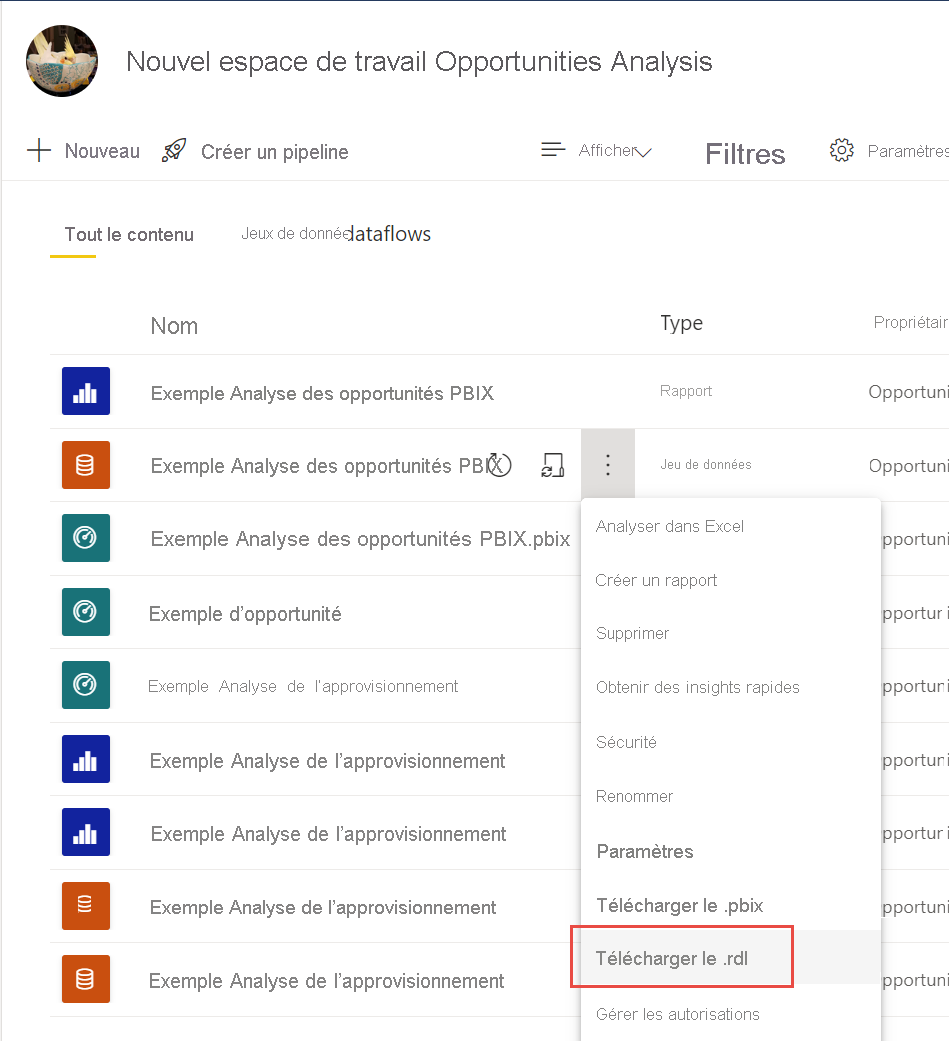 Nouvel espace de travail Opportunities Analysis
Nouveau Créer un pipeline Afficher Filtres Paramètres
Tout le contenu Jeux de donnée dataflows
Nom Type Propriétair
Exemple Analyse des opportunités PBIX Rapport Opportuni
Exemple Analyse des opportunités PBIX Jeu de données Opportuni
Analyser dans Excel
Exemple Analyse des opportunités PBIX.pbix pportuni
Créer un rapport
Exemple d’opportunité pportur i
Supprimer
Exemple Analyse de l’approvisionnement pportuni
Obtenir des insights rapides
Sécurité
Exemple Analyse de l’approvisionnement pportuni
Renommer
Exemple Analyse de l’approvisionnement pportur i
Paramètres
Exemple Analyse de l’approvisionnement pportuni
Télécharger le .pbix
Télécharger le .rdl
Exemple Analyse de l’approvisionnement pportuni
Gérer les autorisations